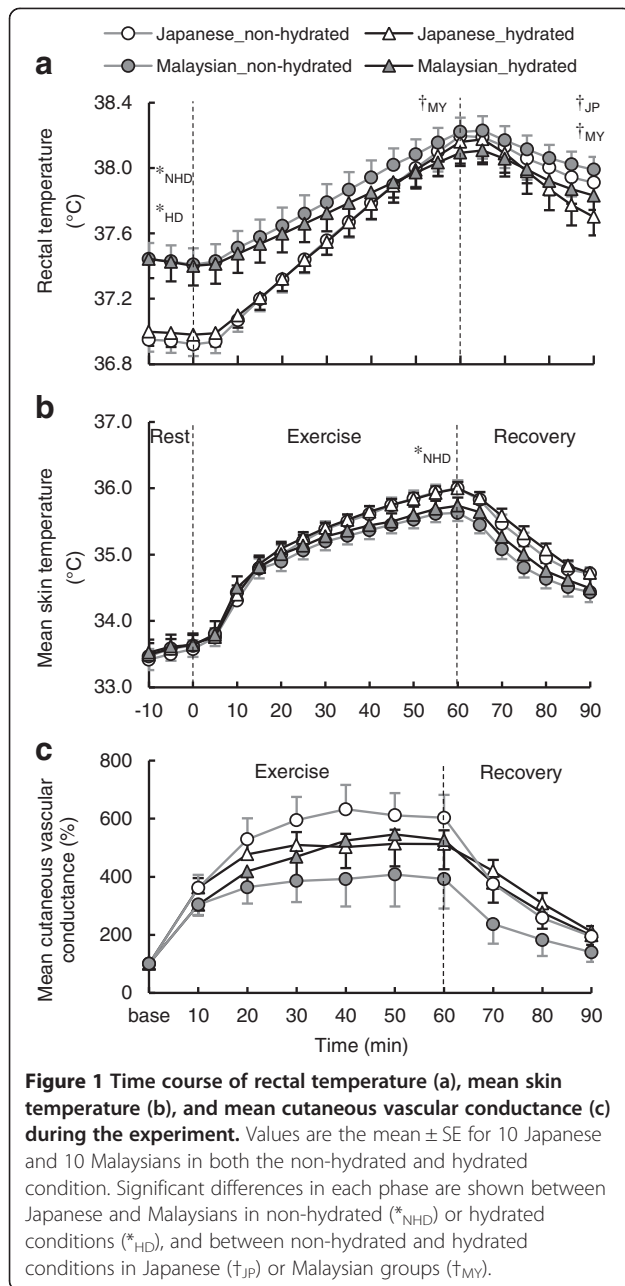 Japanese_non-hydrated Japanese_hydrated
Malaysian_non-hydrated Malaysian_hydrated
a
38.4
38.0
37.6
37.2
36.8
Rectal temperature
(°C)
*NHD
*HD
†MY
†JP
†MY
b
37.0
36.0
35.0
34.0
33.0
Mean skin temperature
(°C)
Rest Exercise Recovery
*NHD
-10 0 10 20 30 40 50 60 70 80 90
c
800
600
400
200
0
Mean cutaneous vascular
conductance (%)
Exercise Recovery
base 10 20 30 40 50 60 70 80 90
Time (min)
Figure 1 Time course of rectal temperature (a), mean skin
temperature (b), and mean cutaneous vascular conductance (c)
during the experiment. Values are the mean ± SE for 10 Japanese
and 10 Malaysians in both the non-hydrated and hydrated
condition. Significant differences in each phase are shown between
Japanese and Malaysians in non-hydrated (*NHD) or hydrated
conditions (*HD), and between non-hydrated and hydrated
conditions in Japanese (†JP) or Malaysian groups (†MY).